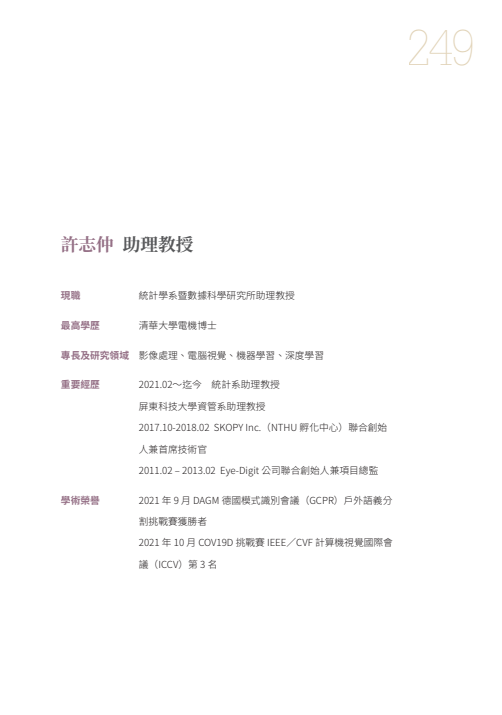 249
許志仲 助理教授
現職 統計學系暨數據科學研究所助理教授
最高學歷 清華大學電機博士
專長及研究領域 影像處理、電腦視覺、機器學習、深度學習
重要經歷 2021.02～迄今 統計系助理教授
屏東科技大學資管系助理教授
2017.10-2018.02 SKOPY Inc.（NTHU 孵化中心）聯合創始
人兼首席技術官
2011.02 – 2013.02 Eye-Digit 公司聯合創始人兼項目總監
學術榮譽 2021 年 9 月 DAGM 德國模式識別會議（GCPR）戶外語義分
割挑戰賽獲勝者
2021 年 10 月 COV19D 挑戰賽 IEEE／CVF 計算機視覺國際會
議（ICCV）第 3 名